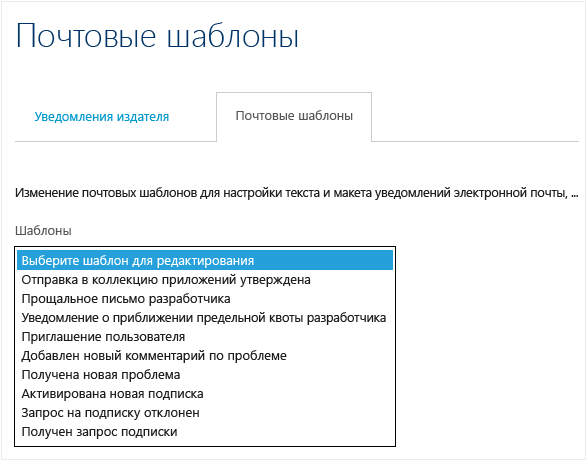 Почтовые шаблоны
Уведомления издателя
Почтовые шаблоны
Изменение почтовых шаблонов для настройки текста и макета уведомлений электронной почты, ...
Шаблоны
Выберите шаблон для редактирования
Отправка в коллекцию приложений утверждена
Прощальное письмо разработчика
Уведомление о приближении предельной квоты разработчика
Приглашение пользователя
Добавлен новый комментарий по проблеме
Получена новая проблема
Активирована новая подписка
Запрос на подписку отклонен
Получен запрос подписки